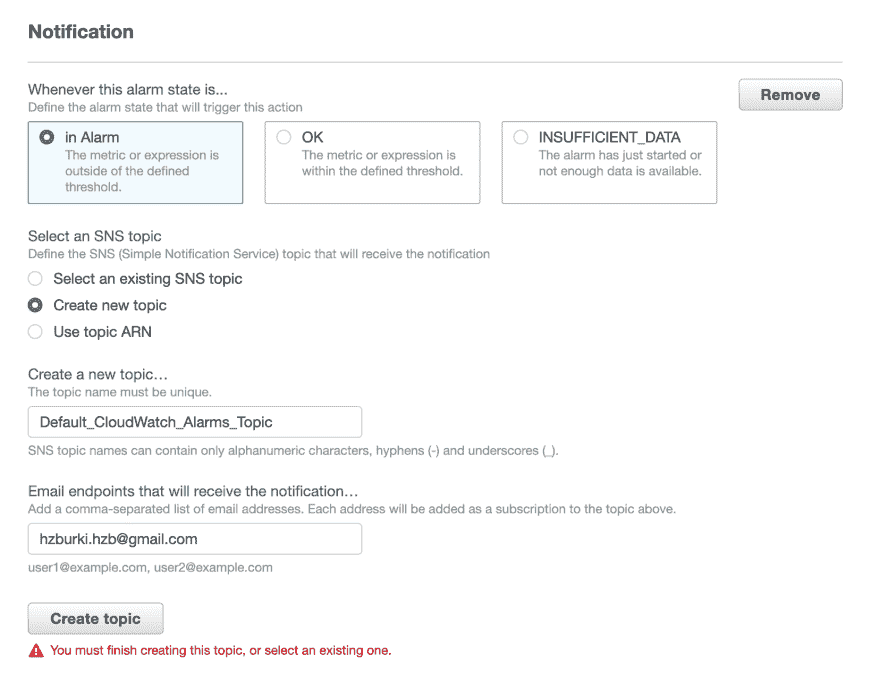 Notification
Whenever this alarm state is...
Define the alarm state that will trigger this action
Remove
in Alarm
The metric or expression is
outside of the defined
threshold.
OK
The metric or expression is
within the defined threshold.
INSUFFICIENT_DATA
The alarm has just started or
not enough data is available.
Select an SNS topic
Define the SNS (Simple Notification Service) topic that will receive the notification
Select an existing SNS topic
Create new topic
Use topic ARN
Create a new topic…
The topic name must be unique.
Default_CloudWatch_Alarms_Topic
SNS topic names can contain only alphanumeric characters, hyphens (-) and underscores (_).
Email endpoints that will receive the notification…
Add a comma-separated list of email addresses. Each address will be added as a subscription to the topic above.
hzburki.hzb@gmail.com
user1@example.com, user2@example.com
Create topic
You must finish creating this topic, or select an existing one.